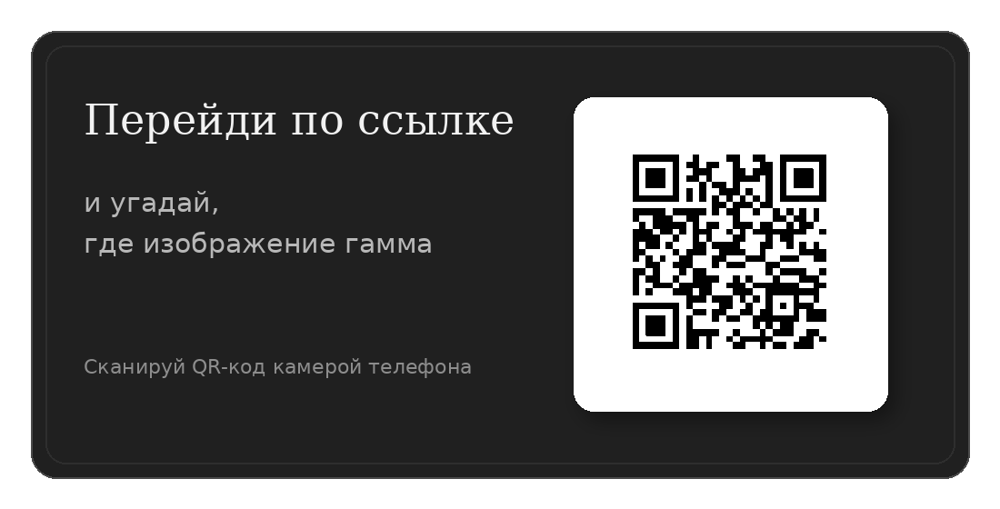 Перейди по ссылке
и угадай,
где изображение гамма
Сканируй QR-код камерой телефона